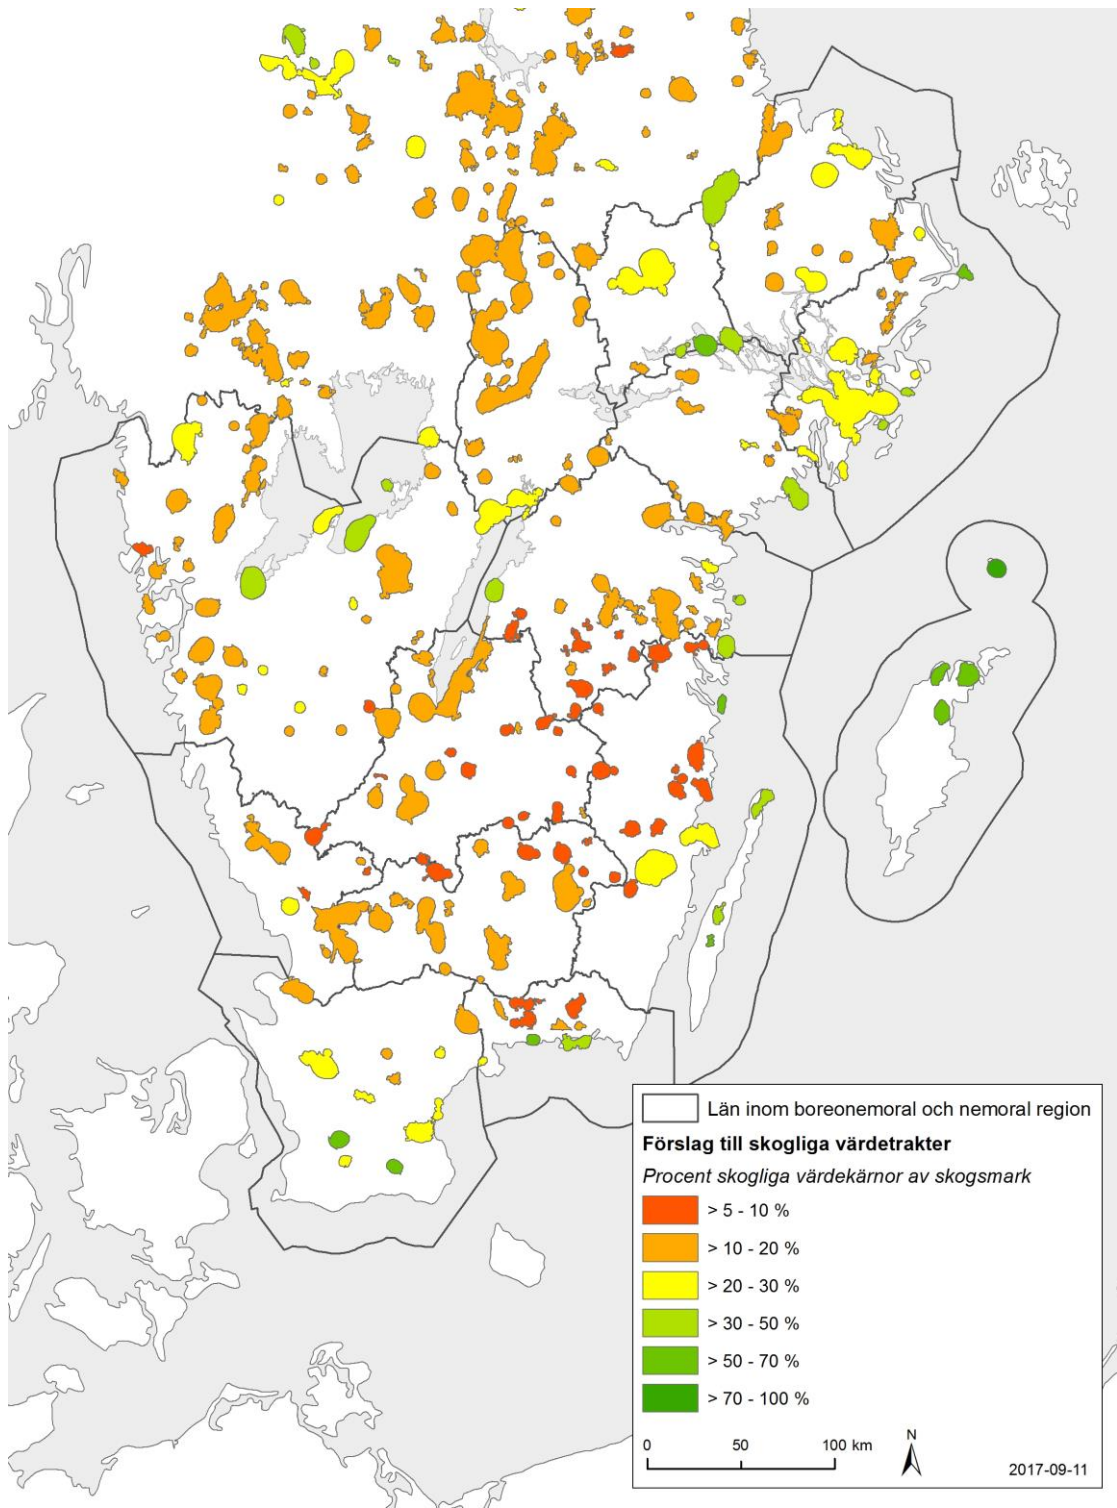 Län inom boreonemoral och nemoral region
Förslag till skogliga värdetrakter
Procent skogliga värdekärnor av skogsmark
> 5 - 10 %
> 10 - 20 %
> 20 - 30 %
> 30 - 50 %
> 50 - 70 %
> 70 - 100 %
0 50 100 km
N
2017-09-11